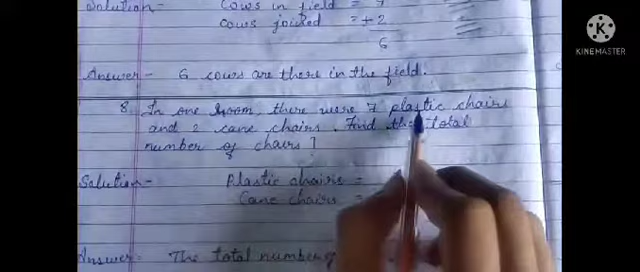 Solution - Cows in field = 4
Cows joined = + 2
6
Answer - 6 cows are there in the field.
8. In one room, there were 7 plastic chairs
and 2 cane chairs. Find the total
number of chairs?
Solution - Plastic chairs =
Cane chairs =
Answer - The total number of
KINEMASTER